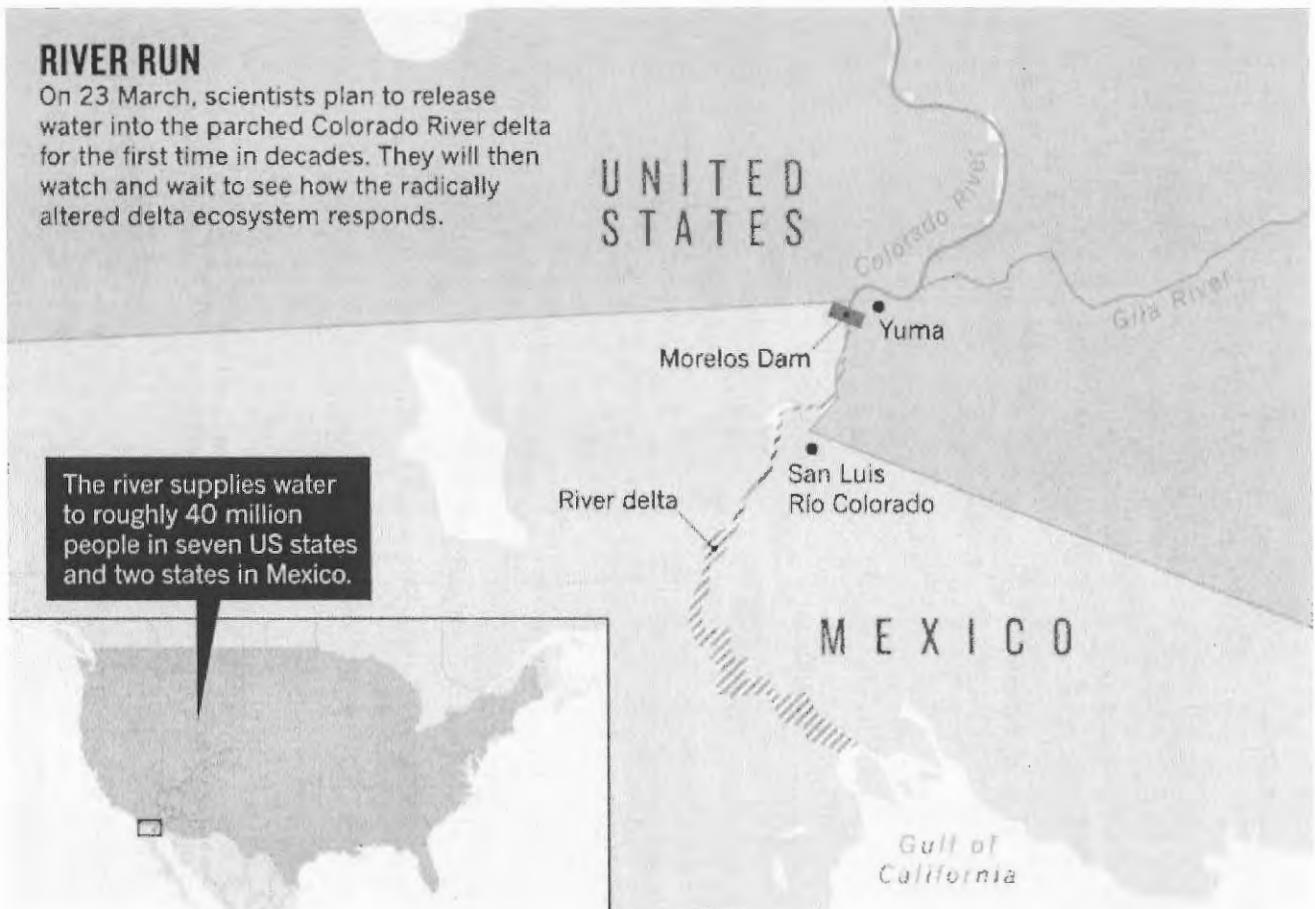 RIVER RUN
On 23 March, scientists plan to release
water into the parched Colorado River delta
for the first time in decades. They will then
watch and wait to see how the radically
altered delta ecosystem responds.
UNITED
STATES
Colorado River
Gila River
Yuma
Morelos Dam
San Luis
Río Colorado
River delta
The river supplies water
to roughly 40 million
people in seven US states
and two states in Mexico.
MEXICO
Gulf of
California